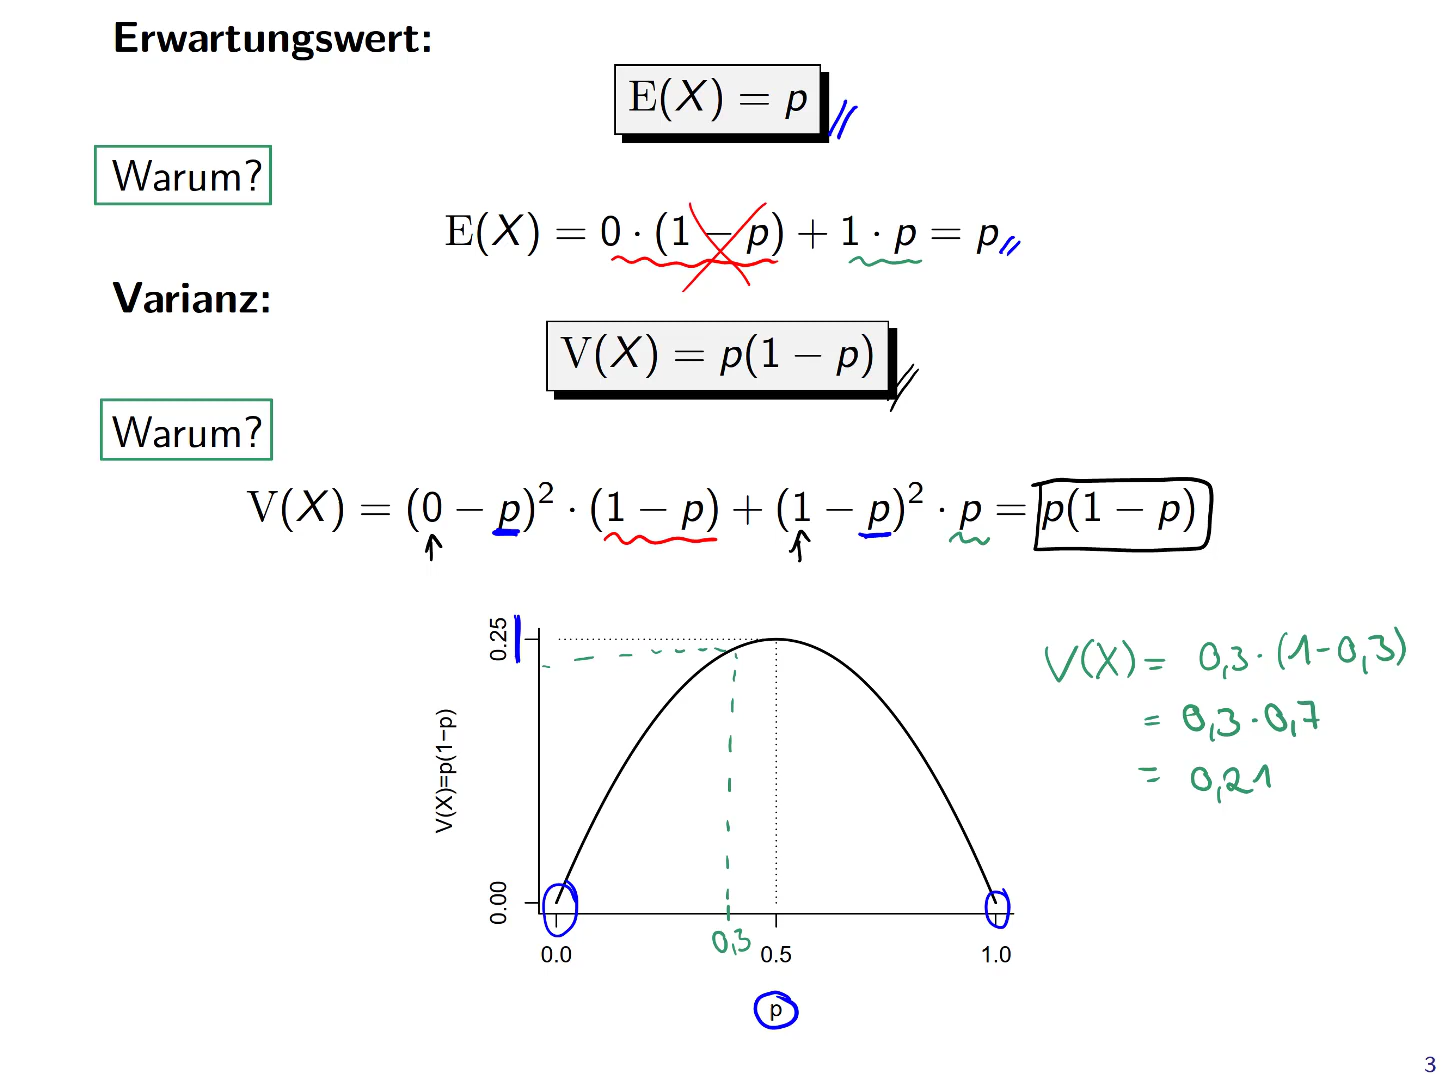 Erwartungswert:
E(X) = p
Warum?
E(X) = 0 · (1 − p) + 1 · p = p
Varianz:
V(X) = p(1 − p)
Warum?
V(X) = (0 − p)² · (1 − p) + (1 − p)² · p = p(1 − p)
0.25
V(X)=p(1−p)
0.00
0,3
0.0 0.5 1.0
p
V(X) = 0,3 · (1-0,3)
= 0,3 · 0,7
= 0,21
3